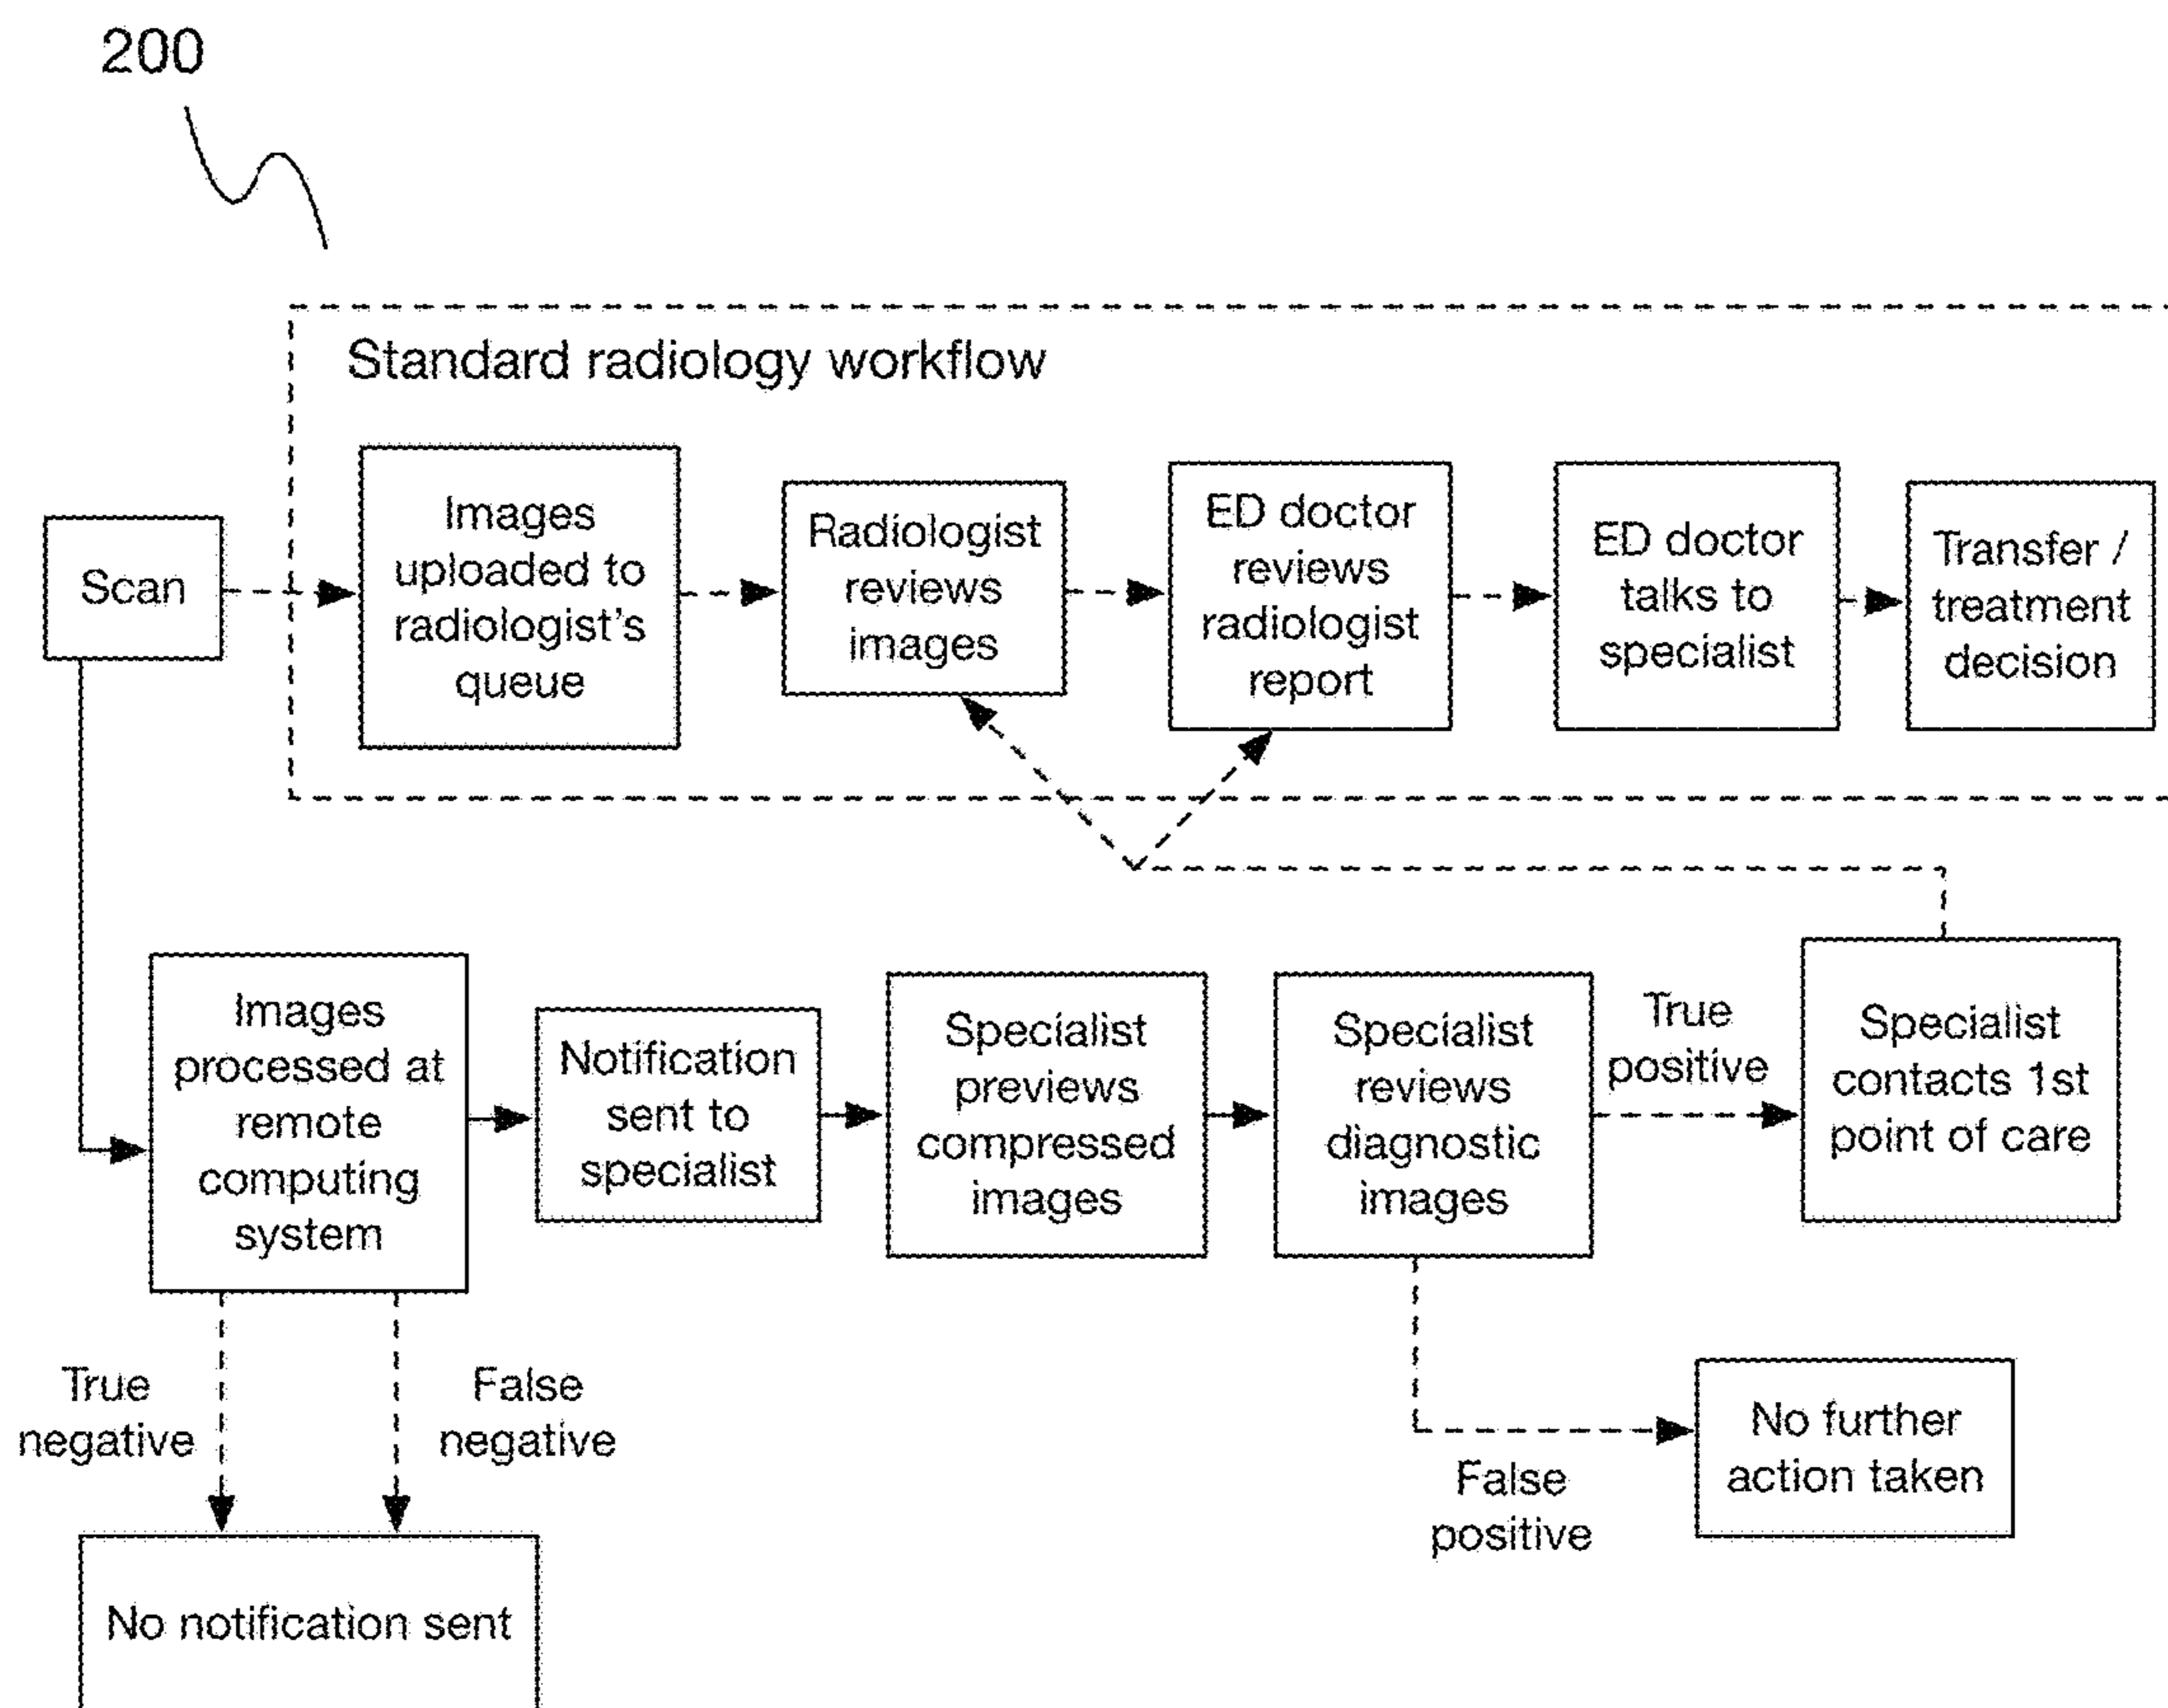 200
Standard radiology workflow
Scan
Images
uploaded to
radiologist's
queue
Radiologist
reviews
images
ED doctor
reviews
radiologist
report
ED doctor
talks to
specialist
Transfer /
treatment
decision
Images
processed at
remote
computing
system
Notification
sent to
specialist
Specialist
previews
compressed
images
Specialist
reviews
diagnostic
images
True
positive
Specialist
contacts 1st
point of care
True
negative
False
negative
False
positive
No further
action taken
No notification sent